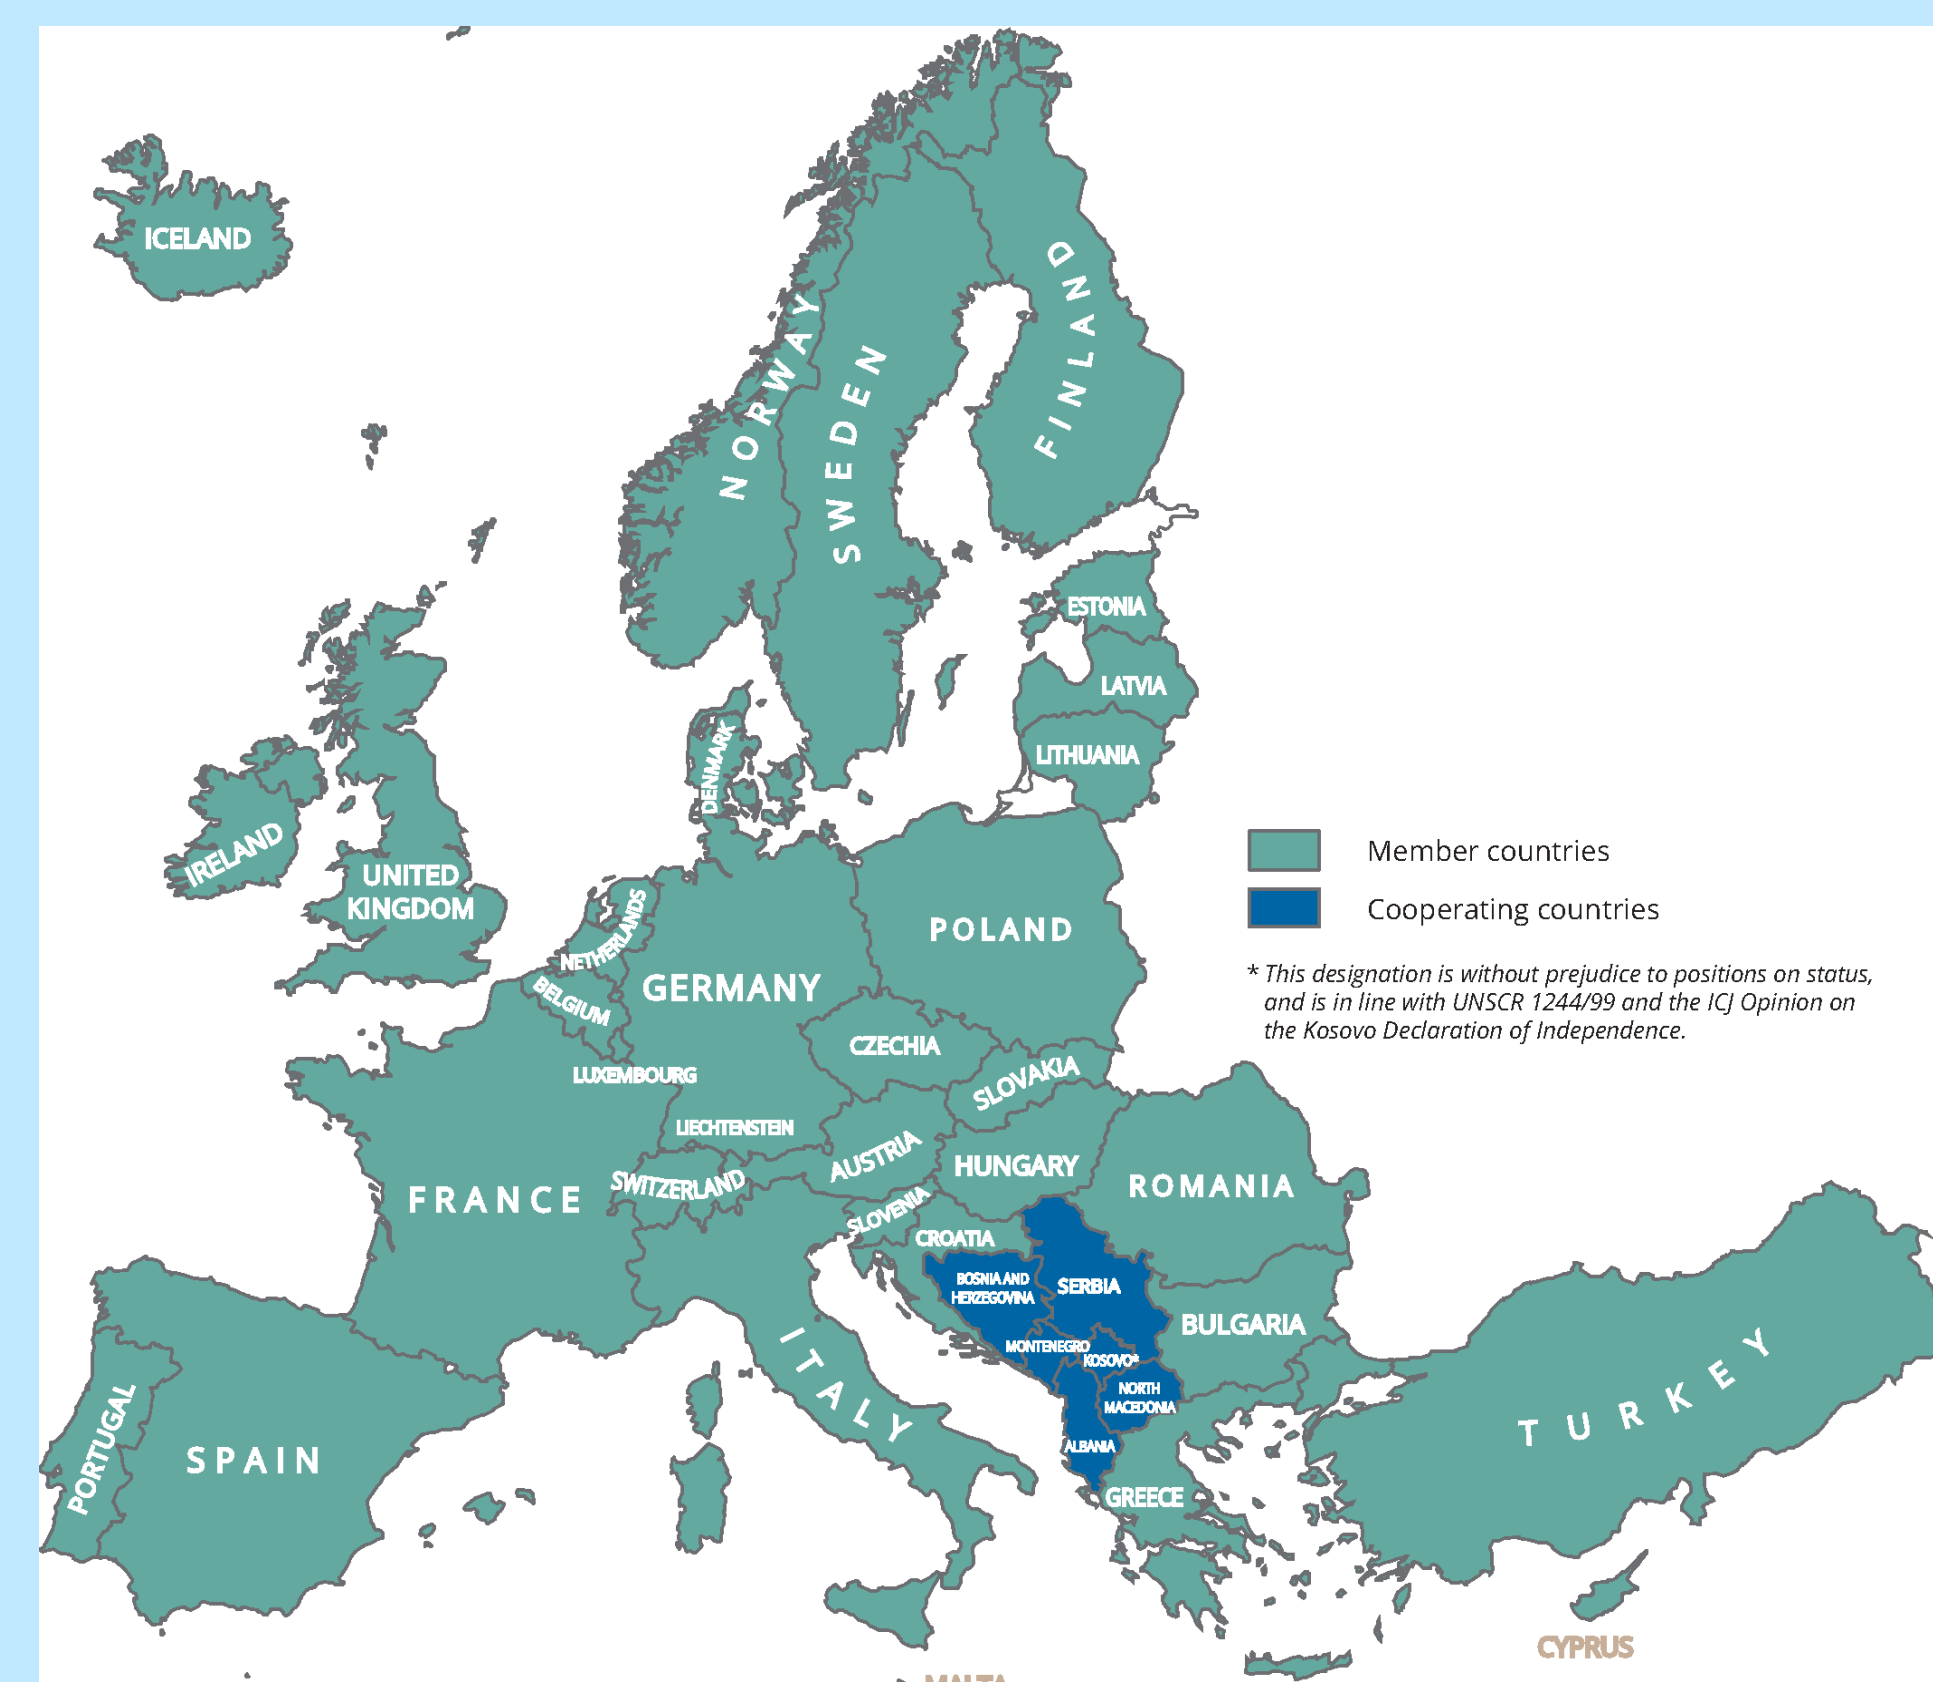 ICELAND
NORWAY
SWEDEN
FINLAND
ESTONIA
LATVIA
LITHUANIA
DENMARK
IRELAND
UNITED
KINGDOM
NETHERLANDS
BELGIUM
GERMANY
POLAND
LUXEMBOURG
CZECHIA
SLOVAKIA
LIECHTENSTEIN
AUSTRIA
HUNGARY
SWITZERLAND
FRANCE
SLOVENIA
CROATIA
ROMANIA
BOSNIA AND
HERZEGOVINA
SERBIA
MONTENEGRO
KOSOVO*
BULGARIA
NORTH
MACEDONIA
ALBANIA
ITALY
PORTUGAL
SPAIN
GREECE
TURKEY
CYPRUS
MALTA
Member countries
Cooperating countries
* This designation is without prejudice to positions on status,
and is in line with UNSCR 1244/99 and the ICJ Opinion on
the Kosovo Declaration of Independence.